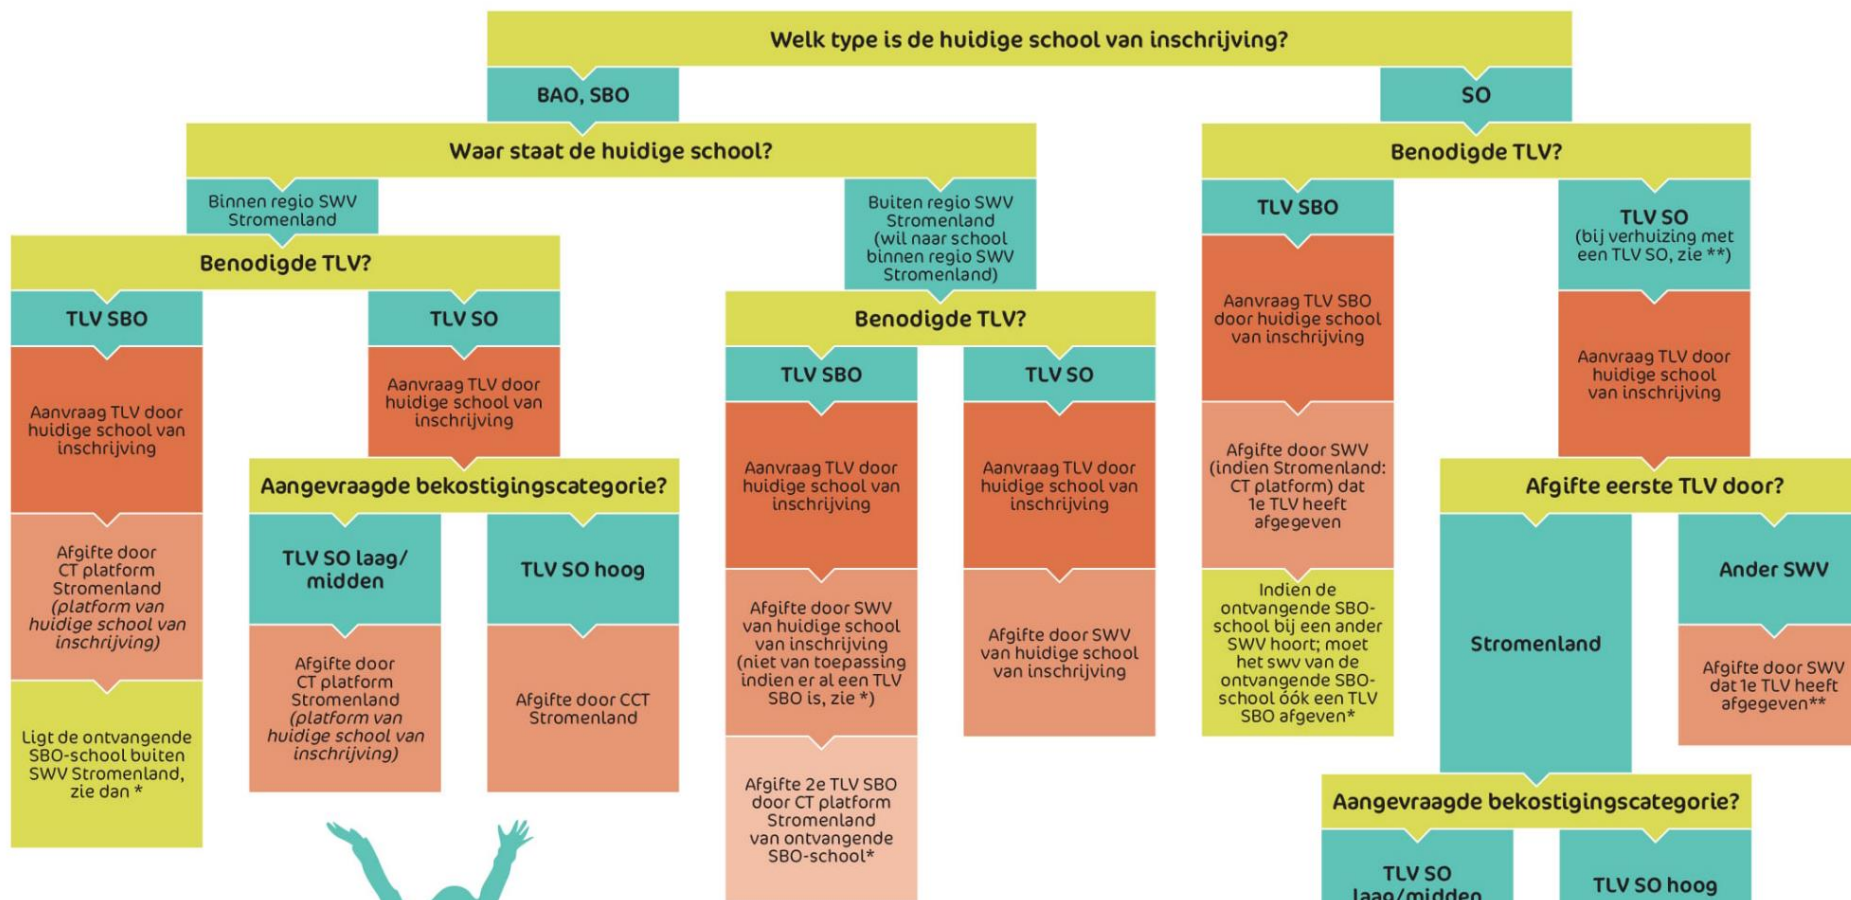 Welk type is de huidige school van inschrijving?
BAO, SBO
SO
Waar staat de huidige school?
Benodigde TLV?
Binnen regio SWV
Stromenland
Buiten regio SWV
Stromenland
(wil naar school
binnen regio SWV
Stromenland)
TLV SBO
TLV SO
(bij verhuizing met
een TLV SO, zie **)
Benodigde TLV?
TLV SBO
TLV SO
Benodigde TLV?
TLV SBO
TLV SO
Aanvraag TLV SBO
door huidige school
van inschrijving
Aanvraag TLV door
huidige school
van inschrijving
Aanvraag TLV door
huidige school van
inschrijving
Aanvraag TLV door
huidige school van
inschrijving
Aangevraagde bekostigingscategorie?
Aanvraag TLV door
huidige school van
inschrijving
Aanvraag TLV door
huidige school van
inschrijving
Afgifte door SWV
(indien Stromenland:
CT platform) dat
1e TLV heeft
afgegeven
Afgifte eerste TLV door?
Afgifte door
CT platform
Stromenland
(platform van
huidige school van
inschrijving)
TLV SO laag/
midden
TLV SO hoog
Stromenland
Ander SWV
Afgifte door
CT platform
Stromenland
(platform van
huidige school van
inschrijving)
Afgifte door CCT
Stromenland
Afgifte door SWV
van huidige school
van inschrijving
(niet van toepassing
indien er al een TLV
SBO is, zie *)
Afgifte door SWV
van huidige school
van inschrijving
Indien de
ontvangende SBO-
school bij een ander
SWV hoort; moet
het swv van de
ontvangende SBO-
school óók een TLV
SBO afgeven*
Afgifte door SWV
dat 1e TLV heeft
afgegeven**
Ligt de ontvangende
SBO-school buiten
SWV Stromenland,
zie dan *
Afgifte 2e TLV SBO
door CT platform
Stromenland
van ontvangende
SBO-school*
Aangevraagde bekostigingscategorie?
TLV SO
laag/midden
TLV SO hoog